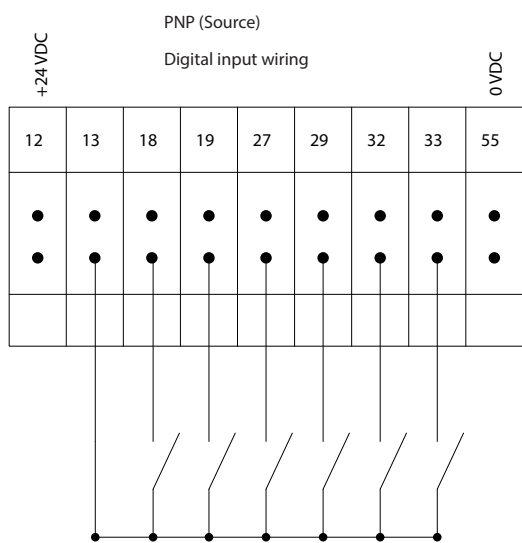 PNP (Source)
Digital input wiring
+24 VDC
0 VDC
12 13 18 19 27 29 32 33 55